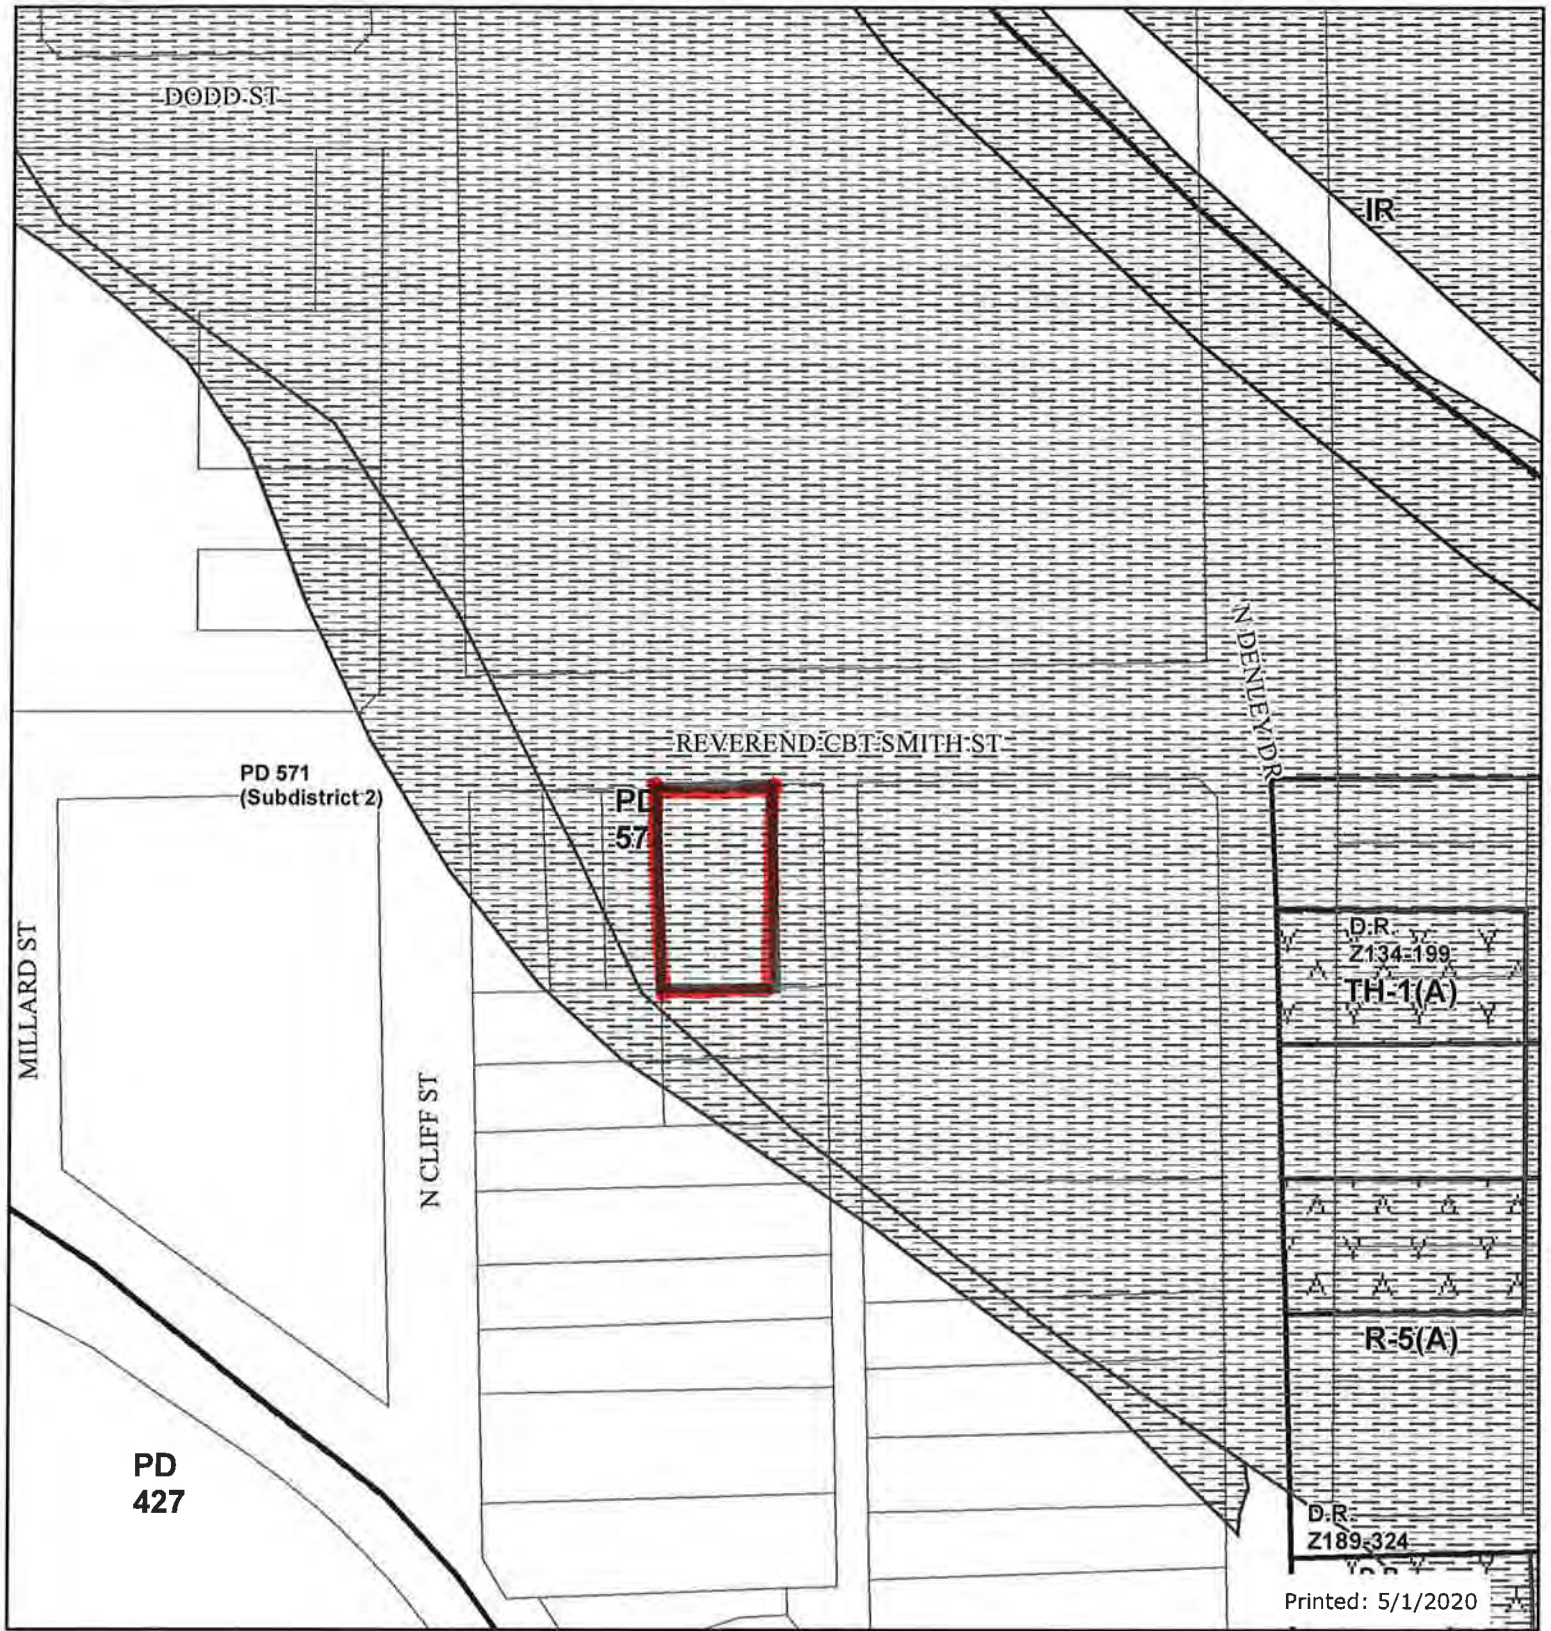 DODD ST
IR
N DENLEY DR
REVEREND CBT SMITH ST
PD 571
(Subdistrict 2)
PD
57
D.R.
Z134-199
TH-1(A)
MILLARD ST
N CLIFF ST
R-5(A)
PD
427
D.R.
Z189-324
D.R.
Printed: 5/1/2020